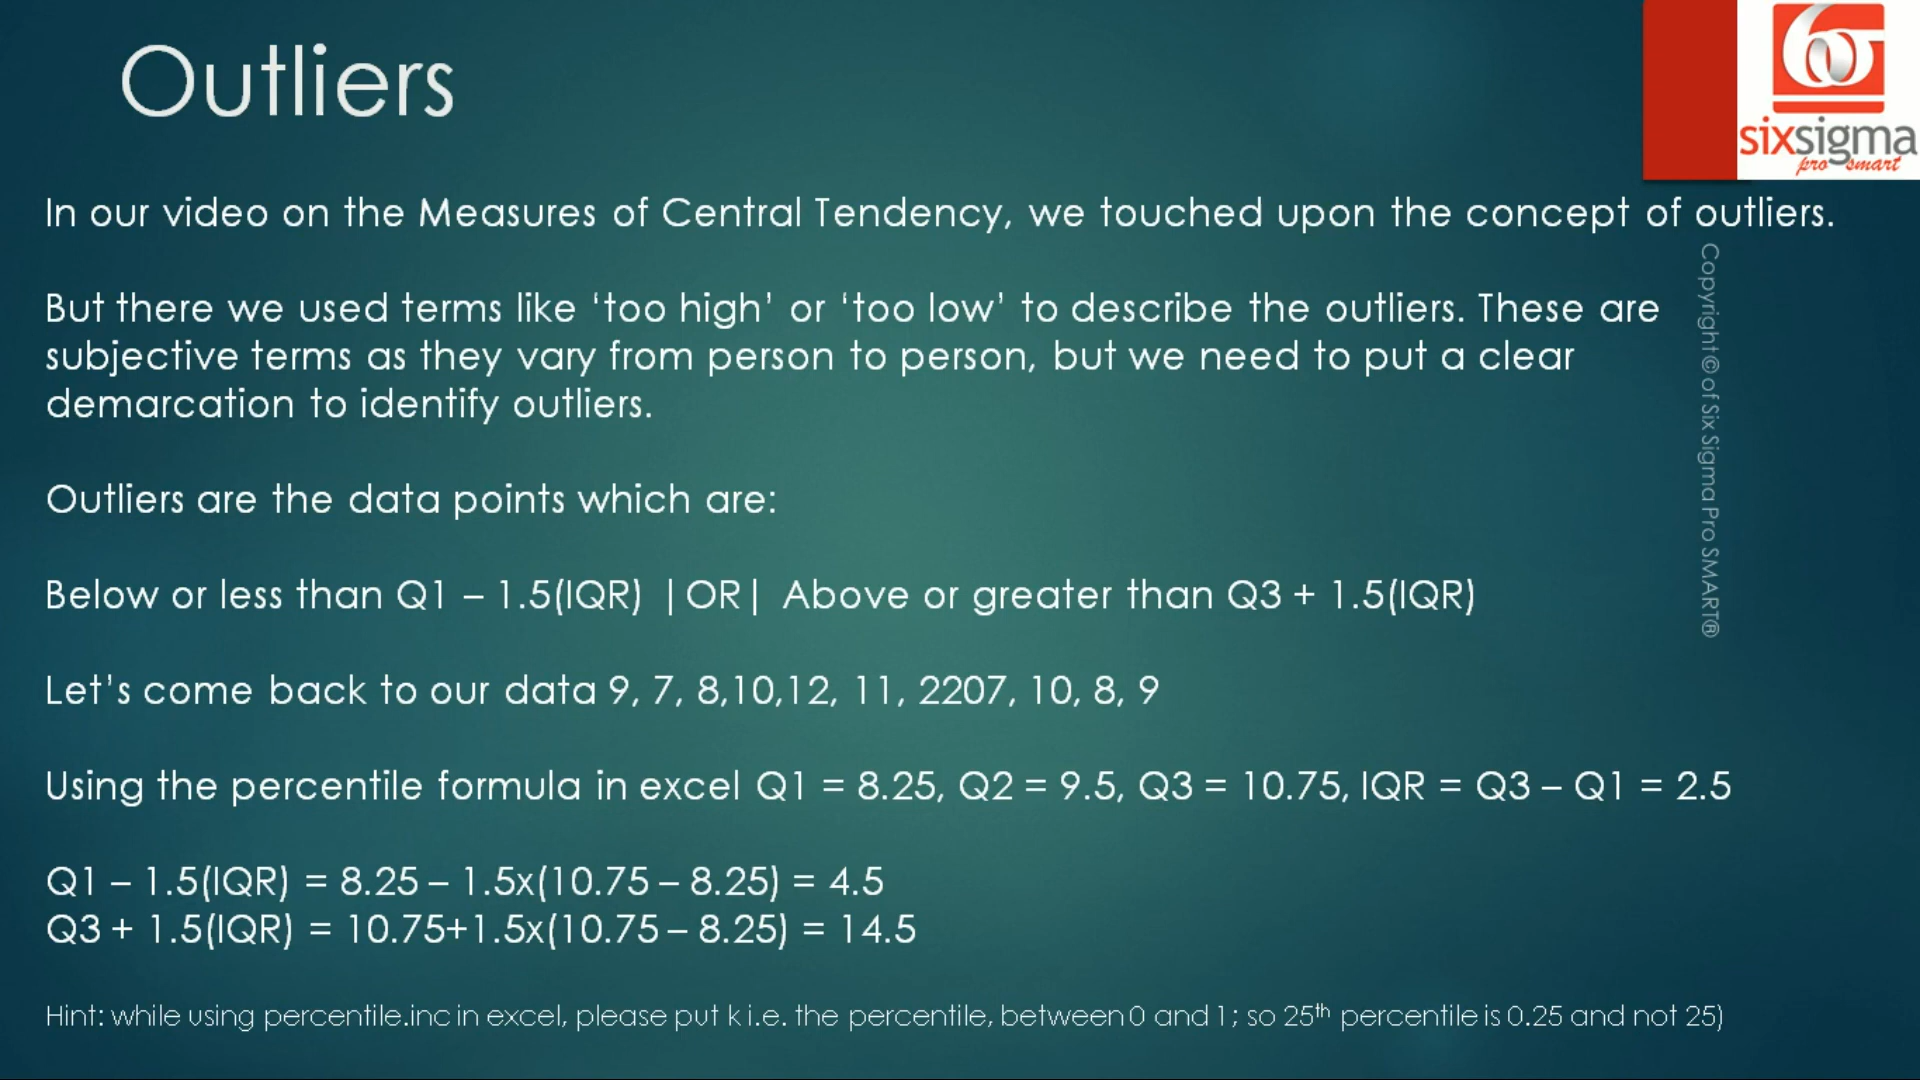 Outliers
sixsigma
pro smart
In our video on the Measures of Central Tendency, we touched upon the concept of outliers.
But there we used terms like ‘too high’ or ‘too low’ to describe the outliers. These are
subjective terms as they vary from person to person, but we need to put a clear
demarcation to identify outliers.
Outliers are the data points which are:
Below or less than Q1 – 1.5(IQR) |OR| Above or greater than Q3 + 1.5(IQR)
Let’s come back to our data 9, 7, 8,10,12, 11, 2207, 10, 8, 9
Using the percentile formula in excel Q1 = 8.25, Q2 = 9.5, Q3 = 10.75, IQR = Q3 – Q1 = 2.5
Q1 – 1.5(IQR) = 8.25 – 1.5x(10.75 – 8.25) = 4.5
Q3 + 1.5(IQR) = 10.75+1.5x(10.75 – 8.25) = 14.5
Hint: while using percentile.inc in excel, please put k i.e. the percentile, between 0 and 1; so 25th percentile is 0.25 and not 25)
Copyright© of Six Sigma Pro SMART®